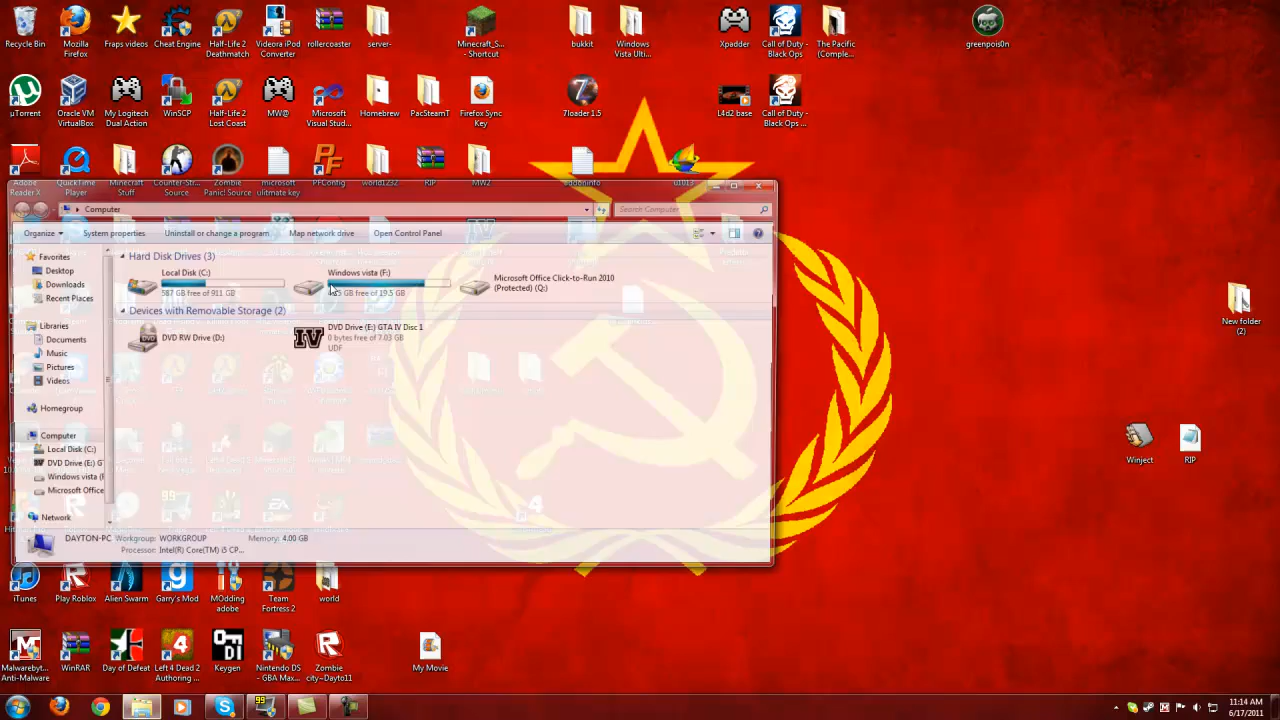 Recycle Bin
Mozilla
Firefox
Fraps videos
Cheat Engine
Half-Life 2
Deathmatch
Videora iPod
Converter
rollercoaster
server-
Minecraft_S...
- Shortcut
bukkit
Windows
Vista Ulti...
Xpadder
Call of Duty -
Black Ops
The Pacific
(Comple...
greenpois0n
µTorrent
Oracle VM
VirtualBox
My Logitech
Dual Action
WinSCP
Half-Life 2
Lost Coast
MW@
Microsoft
Visual Stud...
Homebrew
PacSteamT
Firefox Sync
Key
7loader 1.5
L4d2 base
Call of Duty -
Black Ops ...
Adobe
Reader X
QuickTime
Player
Minecraft
Stuff
Counter-Str...
Source
Zombie
Panic! Source
microsoft
ulitmate key
PFConfig
world1232
RIP
MW2
addoninfo
u1013
Computer
Search Computer
Organize
System properties
Uninstall or change a program
Map network drive
Open Control Panel
Favorites
Desktop
Downloads
Recent Places
Libraries
Documents
Music
Pictures
Videos
Homegroup
Computer
Local Disk (C:)
DVD Drive (E:) G
Windows vista (F
Microsoft Office
Network
Hard Disk Drives (3)
Local Disk (C:)
587 GB free of 911 GB
Windows vista (F:)
GB free of 19.5 GB
Microsoft Office Click-to-Run 2010
(Protected) (Q:)
Devices with Removable Storage (2)
DVD RW Drive (D:)
DVD Drive (E:) GTA IV Disc 1
0 bytes free of 7.03 GB
UDF
DAYTON-PC
Workgroup: WORKGROUP
Memory: 4.00 GB
Processor: Intel(R) Core(TM) i5 CP...
New folder
(2)
Winject
RIP
iTunes
Play Roblox
Alien Swarm
Garry's Mod
MOdding
adobe
Team
Fortress 2
world
Malwarebyt...
Anti-Malware
WinRAR
Day of Defeat
Left 4 Dead 2
Authoring ...
Keygen
Nintendo DS
- GBA Max...
Zombie
city~Dayto11
My Movie
11:14 AM
6/17/2011